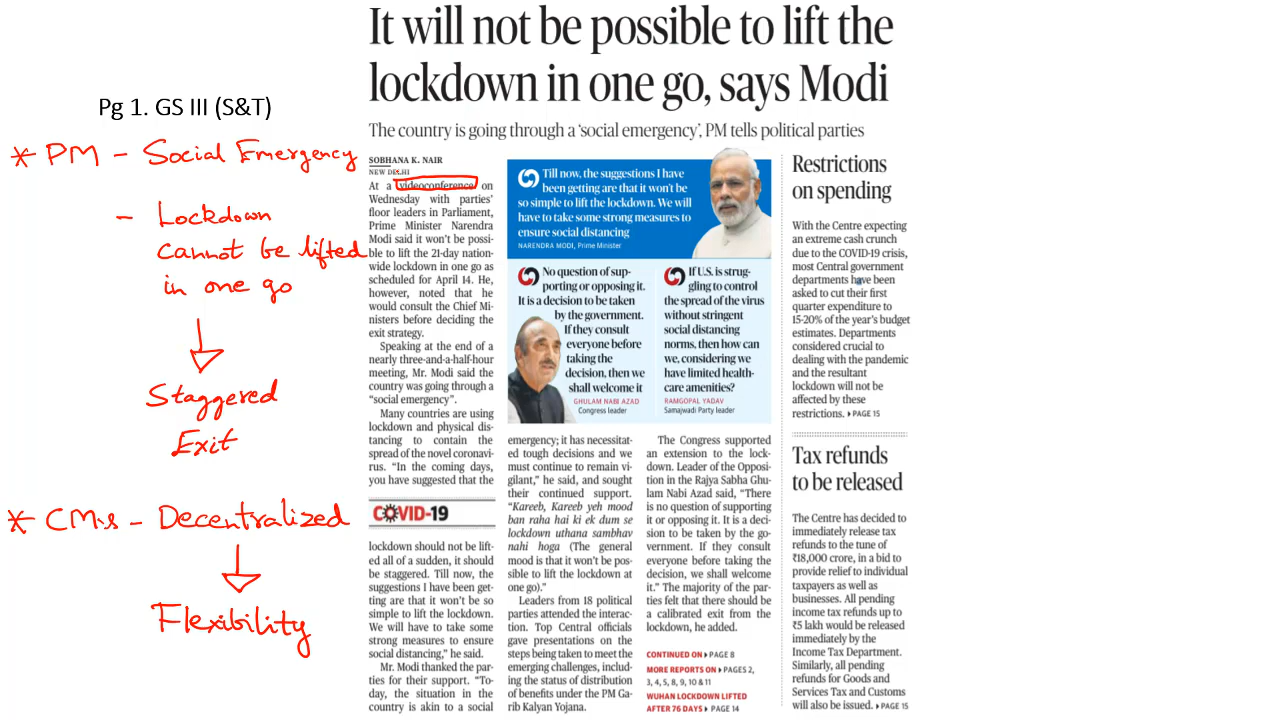 It will not be possible to lift the
lockdown in one go, says Modi
The country is going through a ‘social emergency’, PM tells political parties
Pg 1. GS III (S&T)
* PM - Social Emergency
- Lockdown
cannot be lifted
in one go
Staggered
Exit
* CM's - Decentralized
Flexibility
SOBHANA K. NAIR
NEW DELHI
At a videoconference on
Wednesday with parties’
floor leaders in Parliament,
Prime Minister Narendra
Modi said it won’t be possi-
ble to lift the 21-day nation-
wide lockdown in one go as
scheduled for April 14. He,
however, noted that he
would consult the Chief Mi-
nisters before deciding the
exit strategy.
Speaking at the end of a
nearly three-and-a-half-hour
meeting, Mr. Modi said the
country was going through a
“social emergency”.
Many countries are using
lockdown and physical dis-
tancing to contain the
spread of the novel coronavi-
rus. “In the coming days,
you have suggested that the
COVID-19
lockdown should not be lift-
ed all of a sudden, it should
be staggered. Till now, the
suggestions I have been get-
ting are that it won’t be so
simple to lift the lockdown.
We will have to take some
strong measures to ensure
social distancing,” he said.
Mr. Modi thanked the par-
ties for their support. “To-
day, the situation in the
country is akin to a social
Till now, the suggestions I have
been getting are that it won’t be
so simple to lift the lockdown. We will
have to take some strong measures to
ensure social distancing
NARENDRA MODI, Prime Minister
No question of sup-
porting or opposing it.
It is a decision to be taken
by the government.
If they consult
everyone before
taking the
decision, then we
shall welcome it
GHULAM NABI AZAD
Congress leader
If U.S. is strug-
gling to control
the spread of the virus
without stringent
social distancing
norms, then how can
we, considering we
have limited health-
care amenities?
RAMGOPAL YADAV
Samajwadi Party leader
emergency; it has necessitat-
ed tough decisions and we
must continue to remain vi-
gilant,” he said, and sought
their continued support.
“Kareeb, Kareeb yeh mood
ban raha hai ki ek dum se
lockdown uthana sambhav
nahi hoga (The general
mood is that it won’t be pos-
sible to lift the lockdown at
one go).”
Leaders from 18 political
parties attended the interac-
tion. Top Central officials
gave presentations on the
steps being taken to meet the
emerging challenges, includ-
ing the status of distribution
of benefits under the PM Ga-
rib Kalyan Yojana.
The Congress supported
an extension to the lock-
down. Leader of the Opposi-
tion in the Rajya Sabha Ghu-
lam Nabi Azad said, “There
is no question of supporting
it or opposing it. It is a deci-
sion to be taken by the go-
vernment. If they consult
everyone before taking the
decision, we shall welcome
it.” The majority of the par-
ties felt that there should be
a calibrated exit from the
lockdown, he added.
CONTINUED ON ▸ PAGE 8
MORE REPORTS ON ▸ PAGES 2,
3, 4, 5, 8, 9, 10 & 11
WUHAN LOCKDOWN LIFTED
AFTER 76 DAYS ▸ PAGE 14
Restrictions
on spending
With the Centre expecting
an extreme cash crunch
due to the COVID-19 crisis,
most Central government
departments have been
asked to cut their first
quarter expenditure to
15-20% of the year’s budget
estimates. Departments
considered crucial to
dealing with the pandemic
and the resultant
lockdown will not be
affected by these
restrictions. ▸ PAGE 15
Tax refunds
to be released
The Centre has decided to
immediately release tax
refunds to the tune of
₹18,000 crore, in a bid to
provide relief to individual
taxpayers as well as
businesses. All pending
income tax refunds up to
₹5 lakh would be released
immediately by the
Income Tax Department.
Similarly, all pending
refunds for Goods and
Services Tax and Customs
will also be issued. ▸ PAGE 15